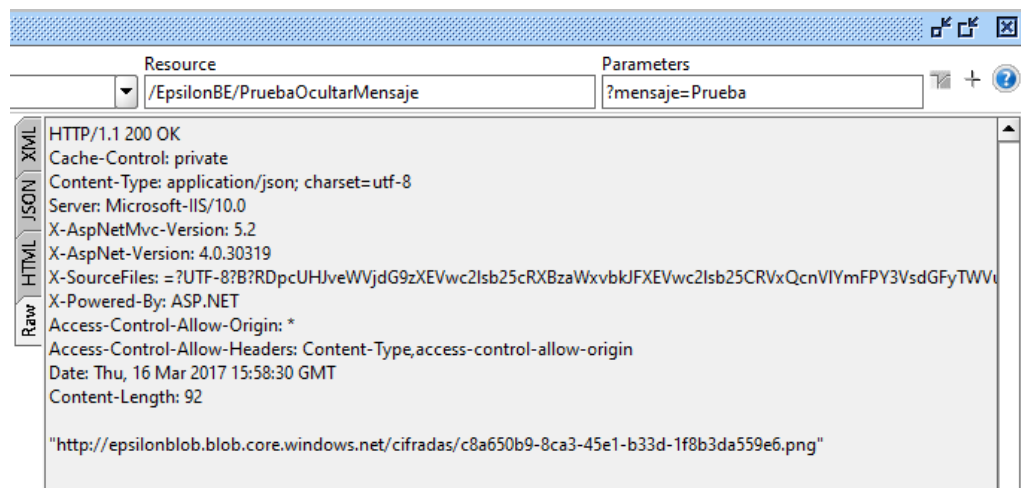 Resource
Parameters
/EpsilonBE/PruebaOcultarMensaje
?mensaje=Prueba
XML
JSON
HTML
Raw
HTTP/1.1 200 OK
Cache-Control: private
Content-Type: application/json; charset=utf-8
Server: Microsoft-IIS/10.0
X-AspNetMvc-Version: 5.2
X-AspNet-Version: 4.0.30319
X-SourceFiles:
X-Powered-By: ASP.NET
Access-Control-Allow-Origin: *
Access-Control-Allow-Headers: Content-Type,access-control-allow-origin
Date: Thu, 16 Mar 2017 15:58:30 GMT
Content-Length: 92
"http://epsilonblob.blob.core.windows.net/cifradas/c8a650b9-8ca3-45e1-b33d-1f8b3da559e6.png"